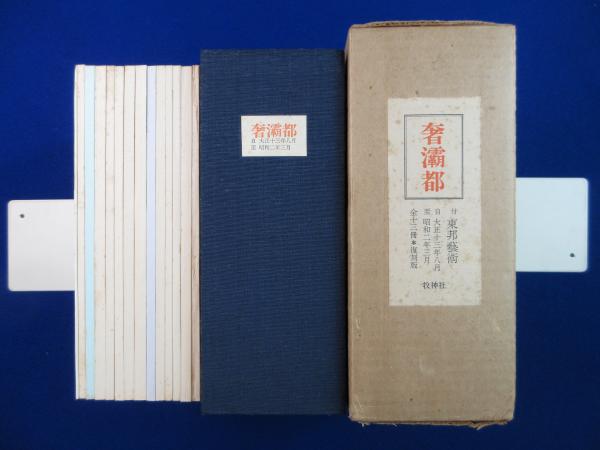 奢灞都
自 大正十三年八月
至 昭和二年三月
奢灞都
付 東邦藝術
自 大正十三年八月
至 昭和二年三月
全十三冊*復刻版
牧神社